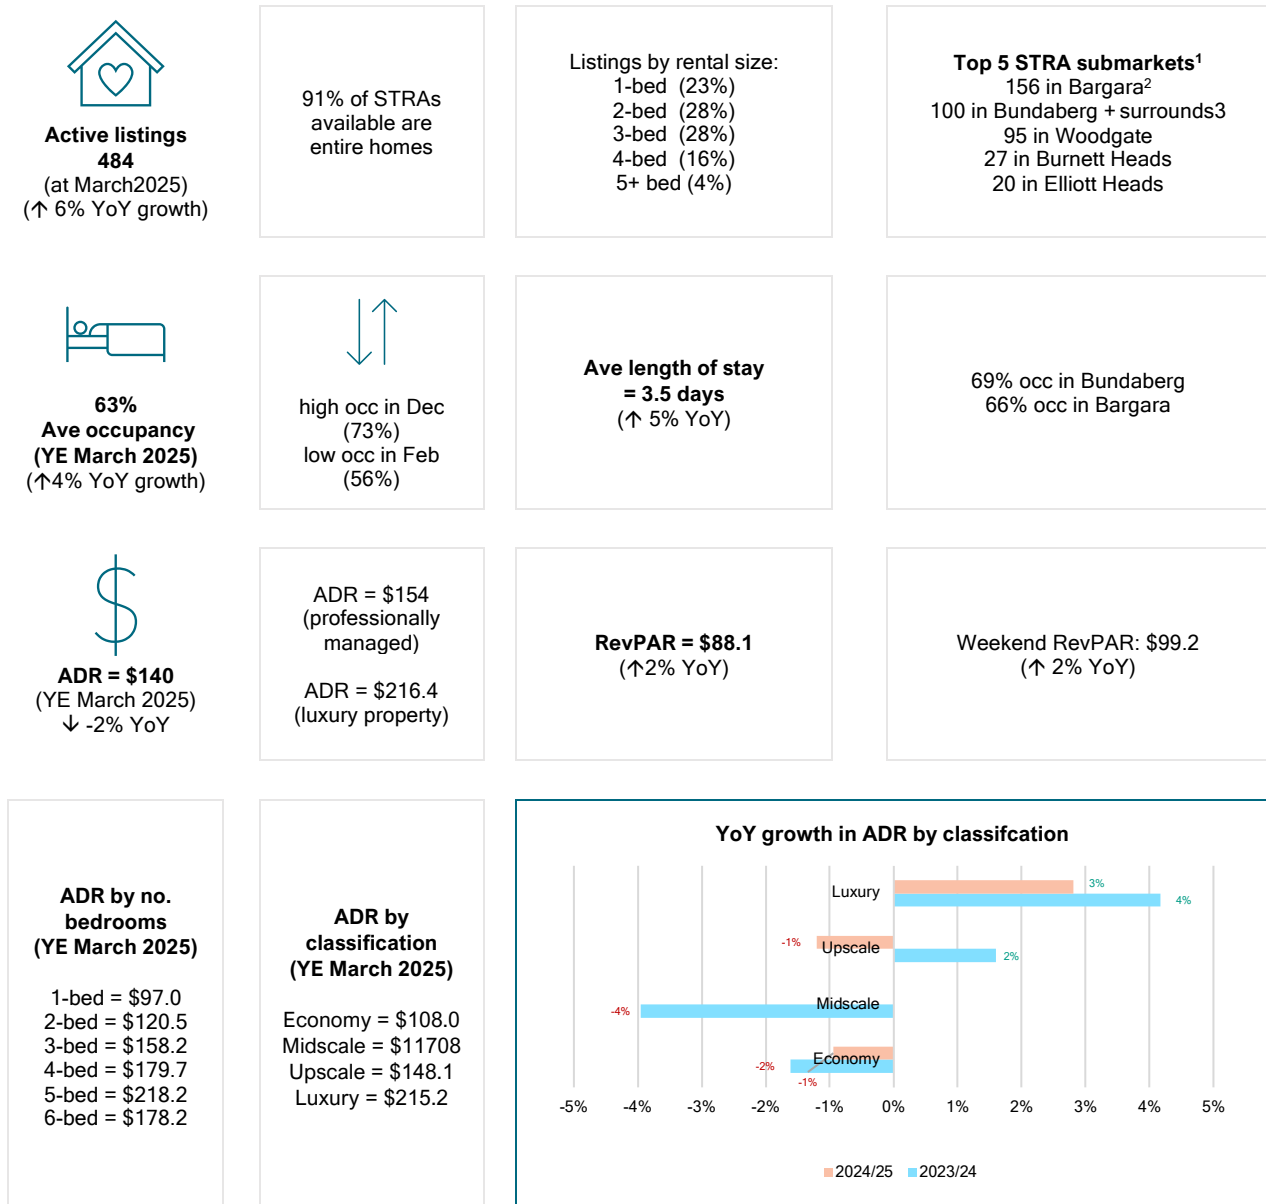 Active listings
484
(at March2025)
(↑ 6% YoY growth)
91% of STRAs
available are
entire homes
Listings by rental size:
1-bed (23%)
2-bed (28%)
3-bed (28%)
4-bed (16%)
5+ bed (4%)
Top 5 STRA submarkets¹
156 in Bargara²
100 in Bundaberg + surrounds3
95 in Woodgate
27 in Burnett Heads
20 in Elliott Heads
63%
Ave occupancy
(YE March 2025)
(↑4% YoY growth)
high occ in Dec
(73%)
low occ in Feb
(56%)
Ave length of stay
= 3.5 days
(↑ 5% YoY)
69% occ in Bundaberg
66% occ in Bargara
ADR = $140
(YE March 2025)
↓ -2% YoY
ADR = $154
(professionally
managed)
ADR = $216.4
(luxury property)
RevPAR = $88.1
(↑2% YoY)
Weekend RevPAR: $99.2
(↑ 2% YoY)
ADR by no.
bedrooms
(YE March 2025)
1-bed = $97.0
2-bed = $120.5
3-bed = $158.2
4-bed = $179.7
5-bed = $218.2
6-bed = $178.2
ADR by
classification
(YE March 2025)
Economy = $108.0
Midscale = $11708
Upscale = $148.1
Luxury = $215.2
YoY growth in ADR by classifcation
Luxury
3%
4%
-1%
Upscale
2%
Midscale
-4%
Economy
-2%
-1%
-5% -4% -3% -2% -1% 0% 1% 2% 3% 4% 5%
2024/25 2023/24